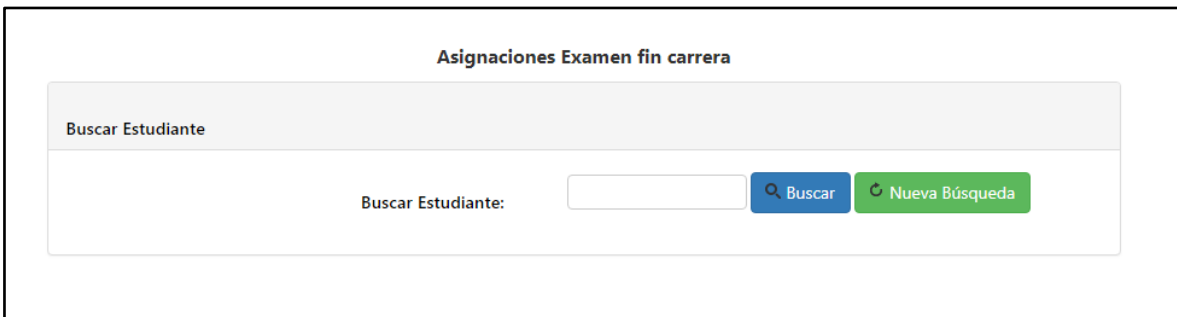 Asignaciones Examen fin carrera
Buscar Estudiante
Buscar Estudiante: Buscar Nueva Búsqueda